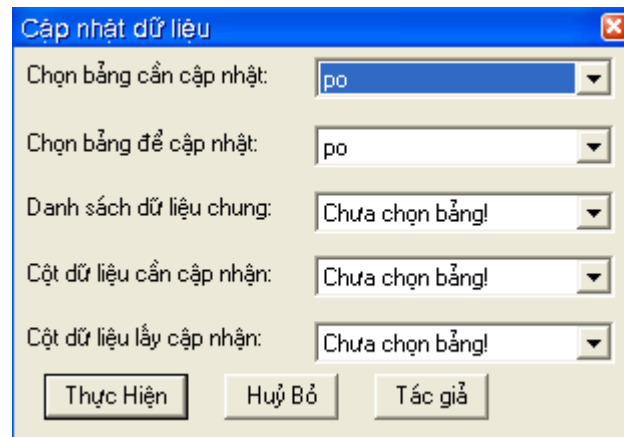 Cập nhật dữ liệu
Chọn bảng cần cập nhật: po
Chọn bảng để cập nhật: po
Danh sách dữ liệu chung: Chưa chọn bảng!
Cột dữ liệu cần cập nhận: Chưa chọn bảng!
Cột dữ liệu lấy cập nhận: Chưa chọn bảng!
Thực Hiện Huỷ Bỏ Tác giả